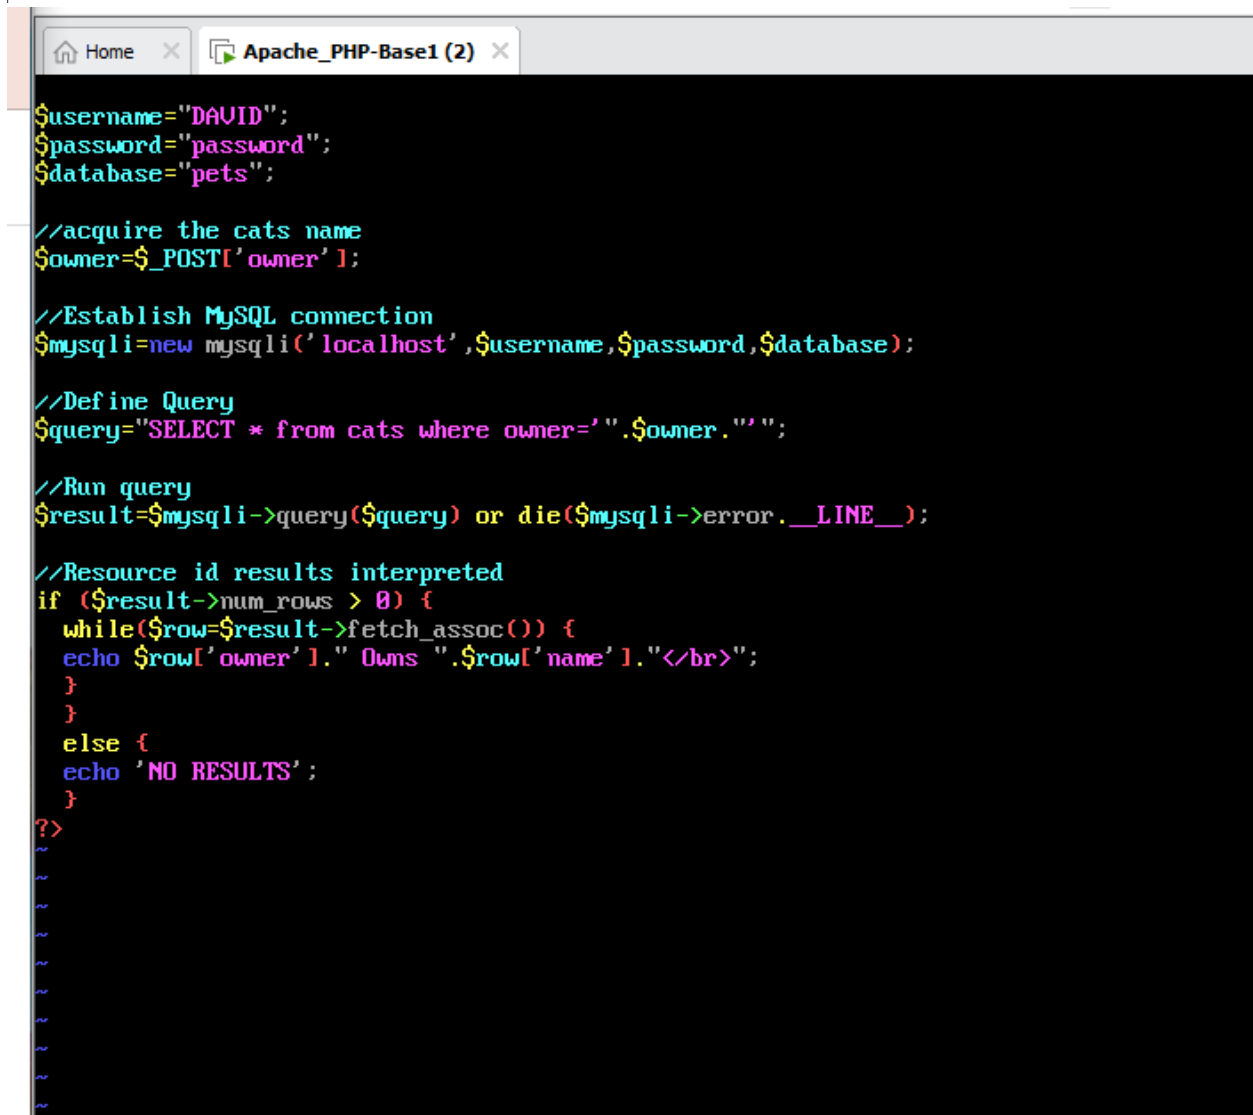 Home
Apache_PHP-Base1 (2)
$username="DAVID";
$password="password";
$database="pets";
//acquire the cats name
$owner=$_POST['owner'];
//Establish MySQL connection
$mysqli=new mysqli('localhost',$username,$password,$database);
//Define Query
$query="SELECT * from cats where owner='".$owner."'";
//Run query
$result=$mysqli->query($query) or die($mysqli->error.__LINE__);
//Resource id results interpreted
if ($result->num_rows > 0) {
  while($row=$result->fetch_assoc()) {
  echo $row['owner']." Owns ".$row['name']."</br>";
  }
  }
  else {
  echo 'NO RESULTS';
  }
?>
~
~
~
~
~
~
~
~
~
~